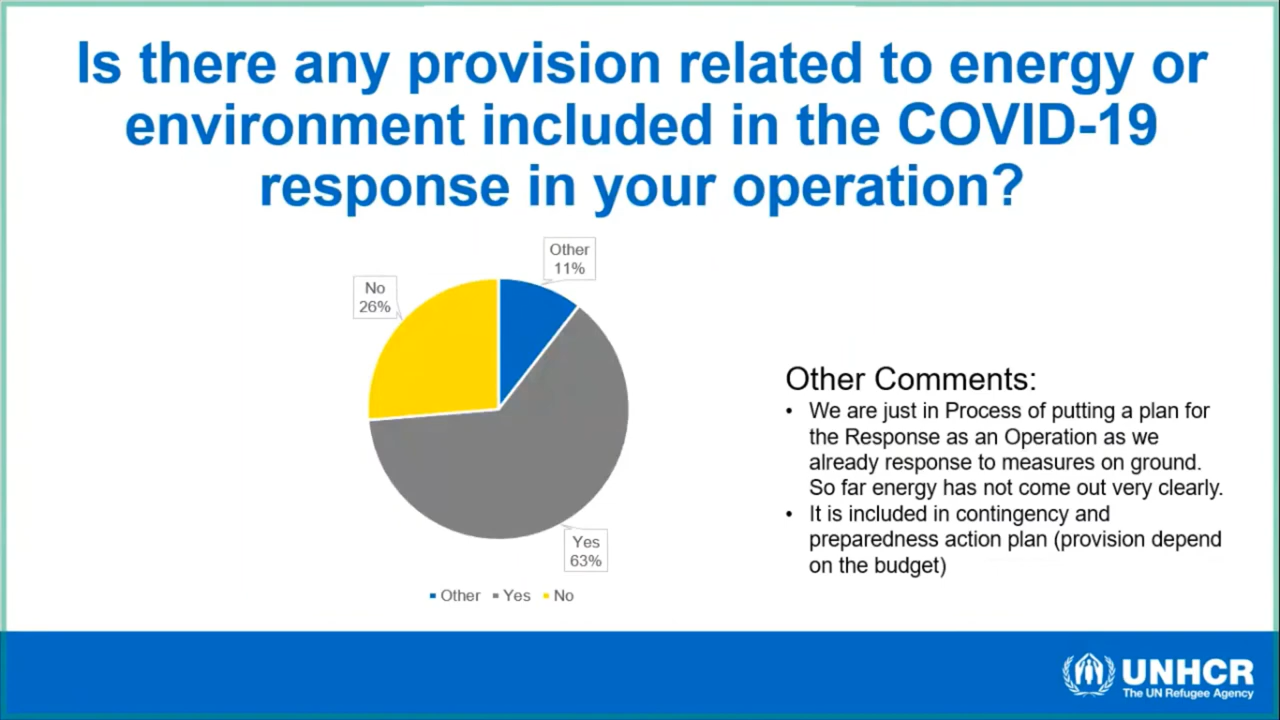 Is there any provision related to energy or
environment included in the COVID-19
response in your operation?
Other
11%
No
26%
Yes
63%
Other Yes No
Other Comments:
• We are just in Process of putting a plan for
the Response as an Operation as we
already response to measures on ground.
So far energy has not come out very clearly.
• It is included in contingency and
preparedness action plan (provision depend
on the budget)
UNHCR
The UN Refugee Agency